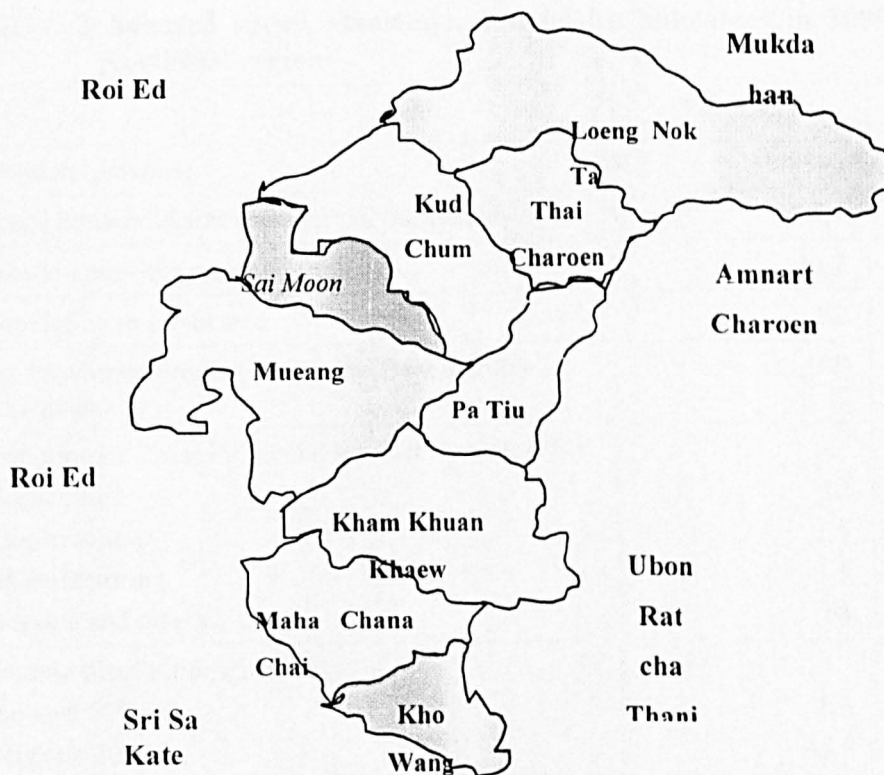 Mukda
han
Roi Ed
Loeng Nok
Ta
Thai
Charoen
Kud
Chum
Sai Moon
Amnart
Charoen
Mueang
Pa Tiu
Roi Ed
Kham Khuan
Khaew
Ubon
Rat
cha
Thani
Maha Chana
Chai
Kho
Wang
Sri Sa
Kate